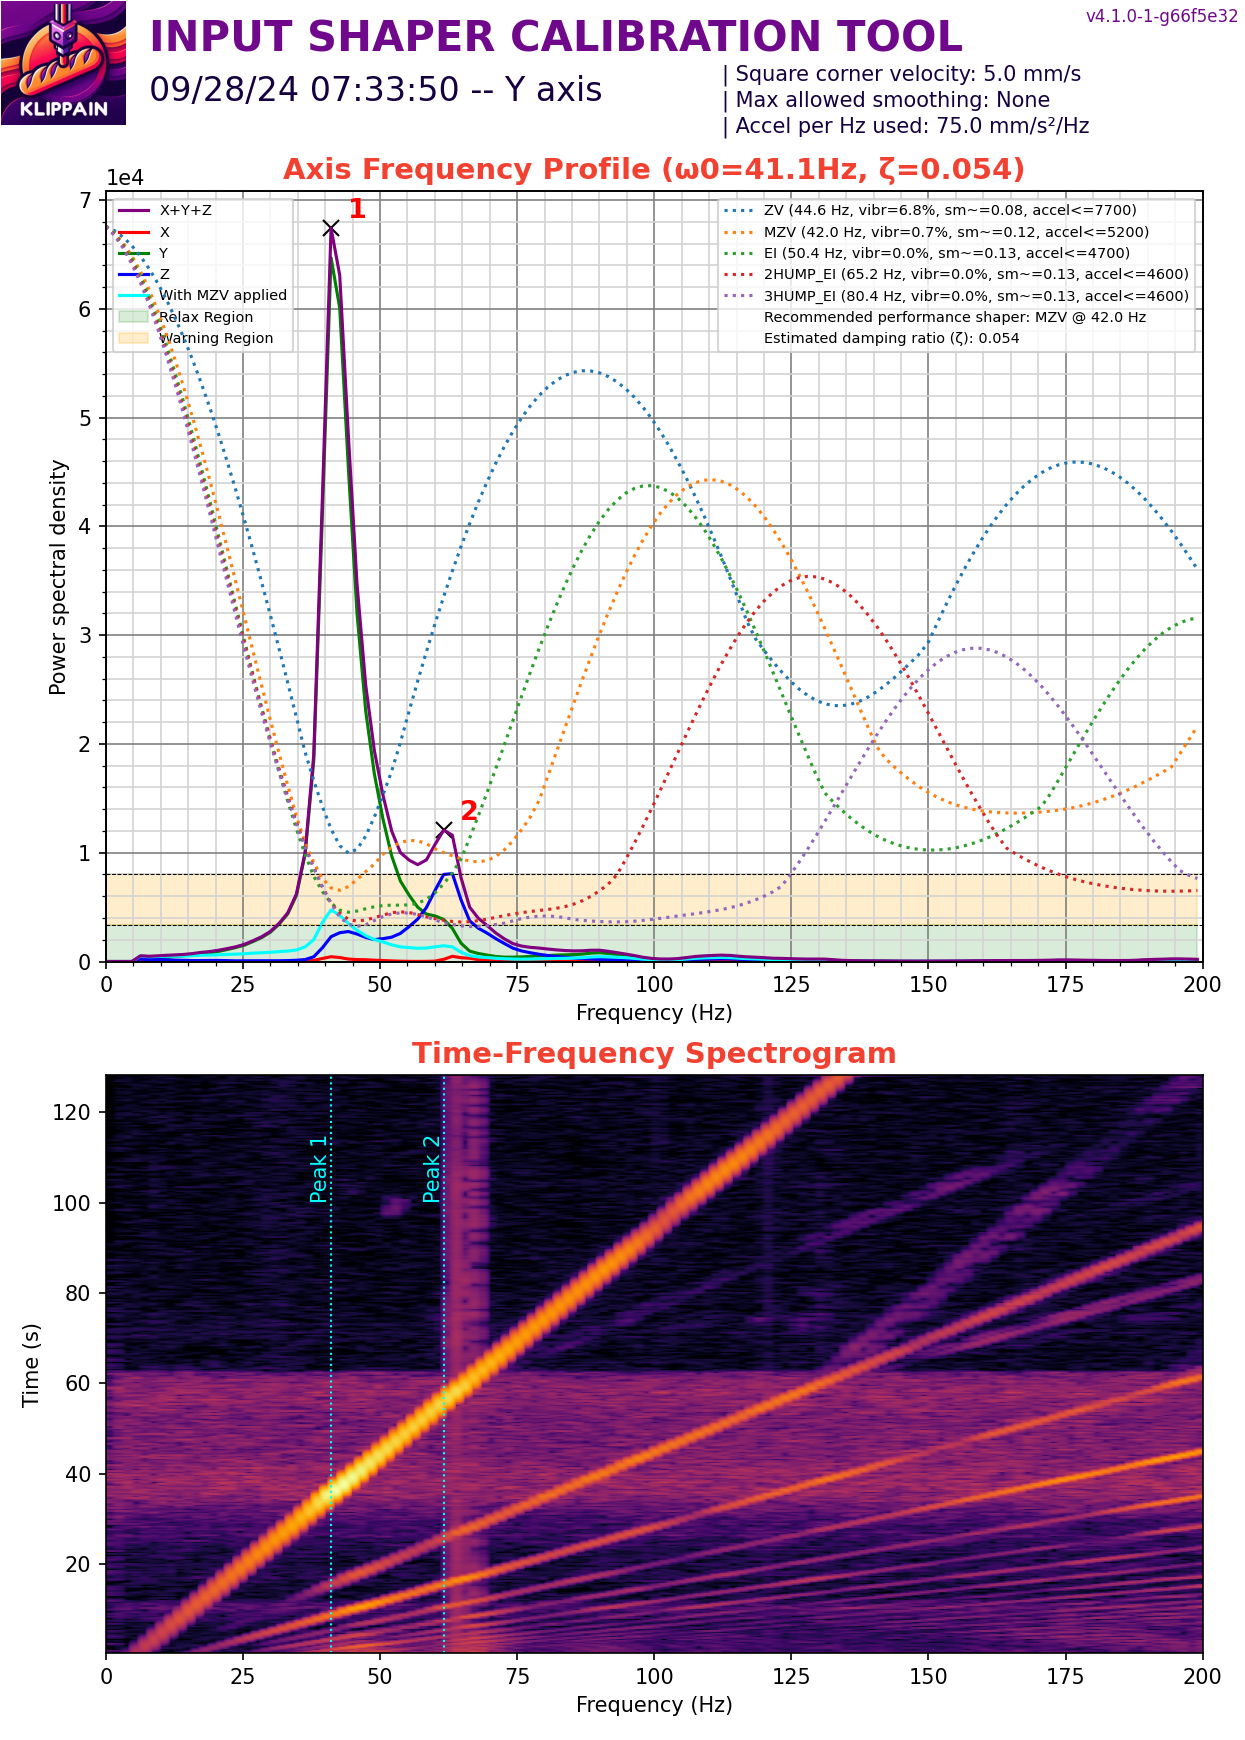 v4.1.0-1-g66f5e32
INPUT SHAPER CALIBRATION TOOL
09/28/24 07:33:50 -- Y axis
| Square corner velocity: 5.0 mm/s
| Max allowed smoothing: None
| Accel per Hz used: 75.0 mm/s²/Hz
KLIPPAIN
Axis Frequency Profile (ω0=41.1Hz, ζ=0.054)
1e4
X+Y+Z
X
Y
Z
With MZV applied
Relax Region
Warning Region
ZV (44.6 Hz, vibr=6.8%, sm~=0.08, accel<=7700)
MZV (42.0 Hz, vibr=0.7%, sm~=0.12, accel<=5200)
EI (50.4 Hz, vibr=0.0%, sm~=0.13, accel<=4700)
2HUMP_EI (65.2 Hz, vibr=0.0%, sm~=0.13, accel<=4600)
3HUMP_EI (80.4 Hz, vibr=0.0%, sm~=0.13, accel<=4600)
Recommended performance shaper: MZV @ 42.0 Hz
Estimated damping ratio (ζ): 0.054
1
2
7
6
5
4
3
2
1
0
Power spectral density
0 25 50 75 100 125 150 175 200
Frequency (Hz)
Time-Frequency Spectrogram
Peak 1
Peak 2
120
100
80
60
40
20
Time (s)
0 25 50 75 100 125 150 175 200
Frequency (Hz)